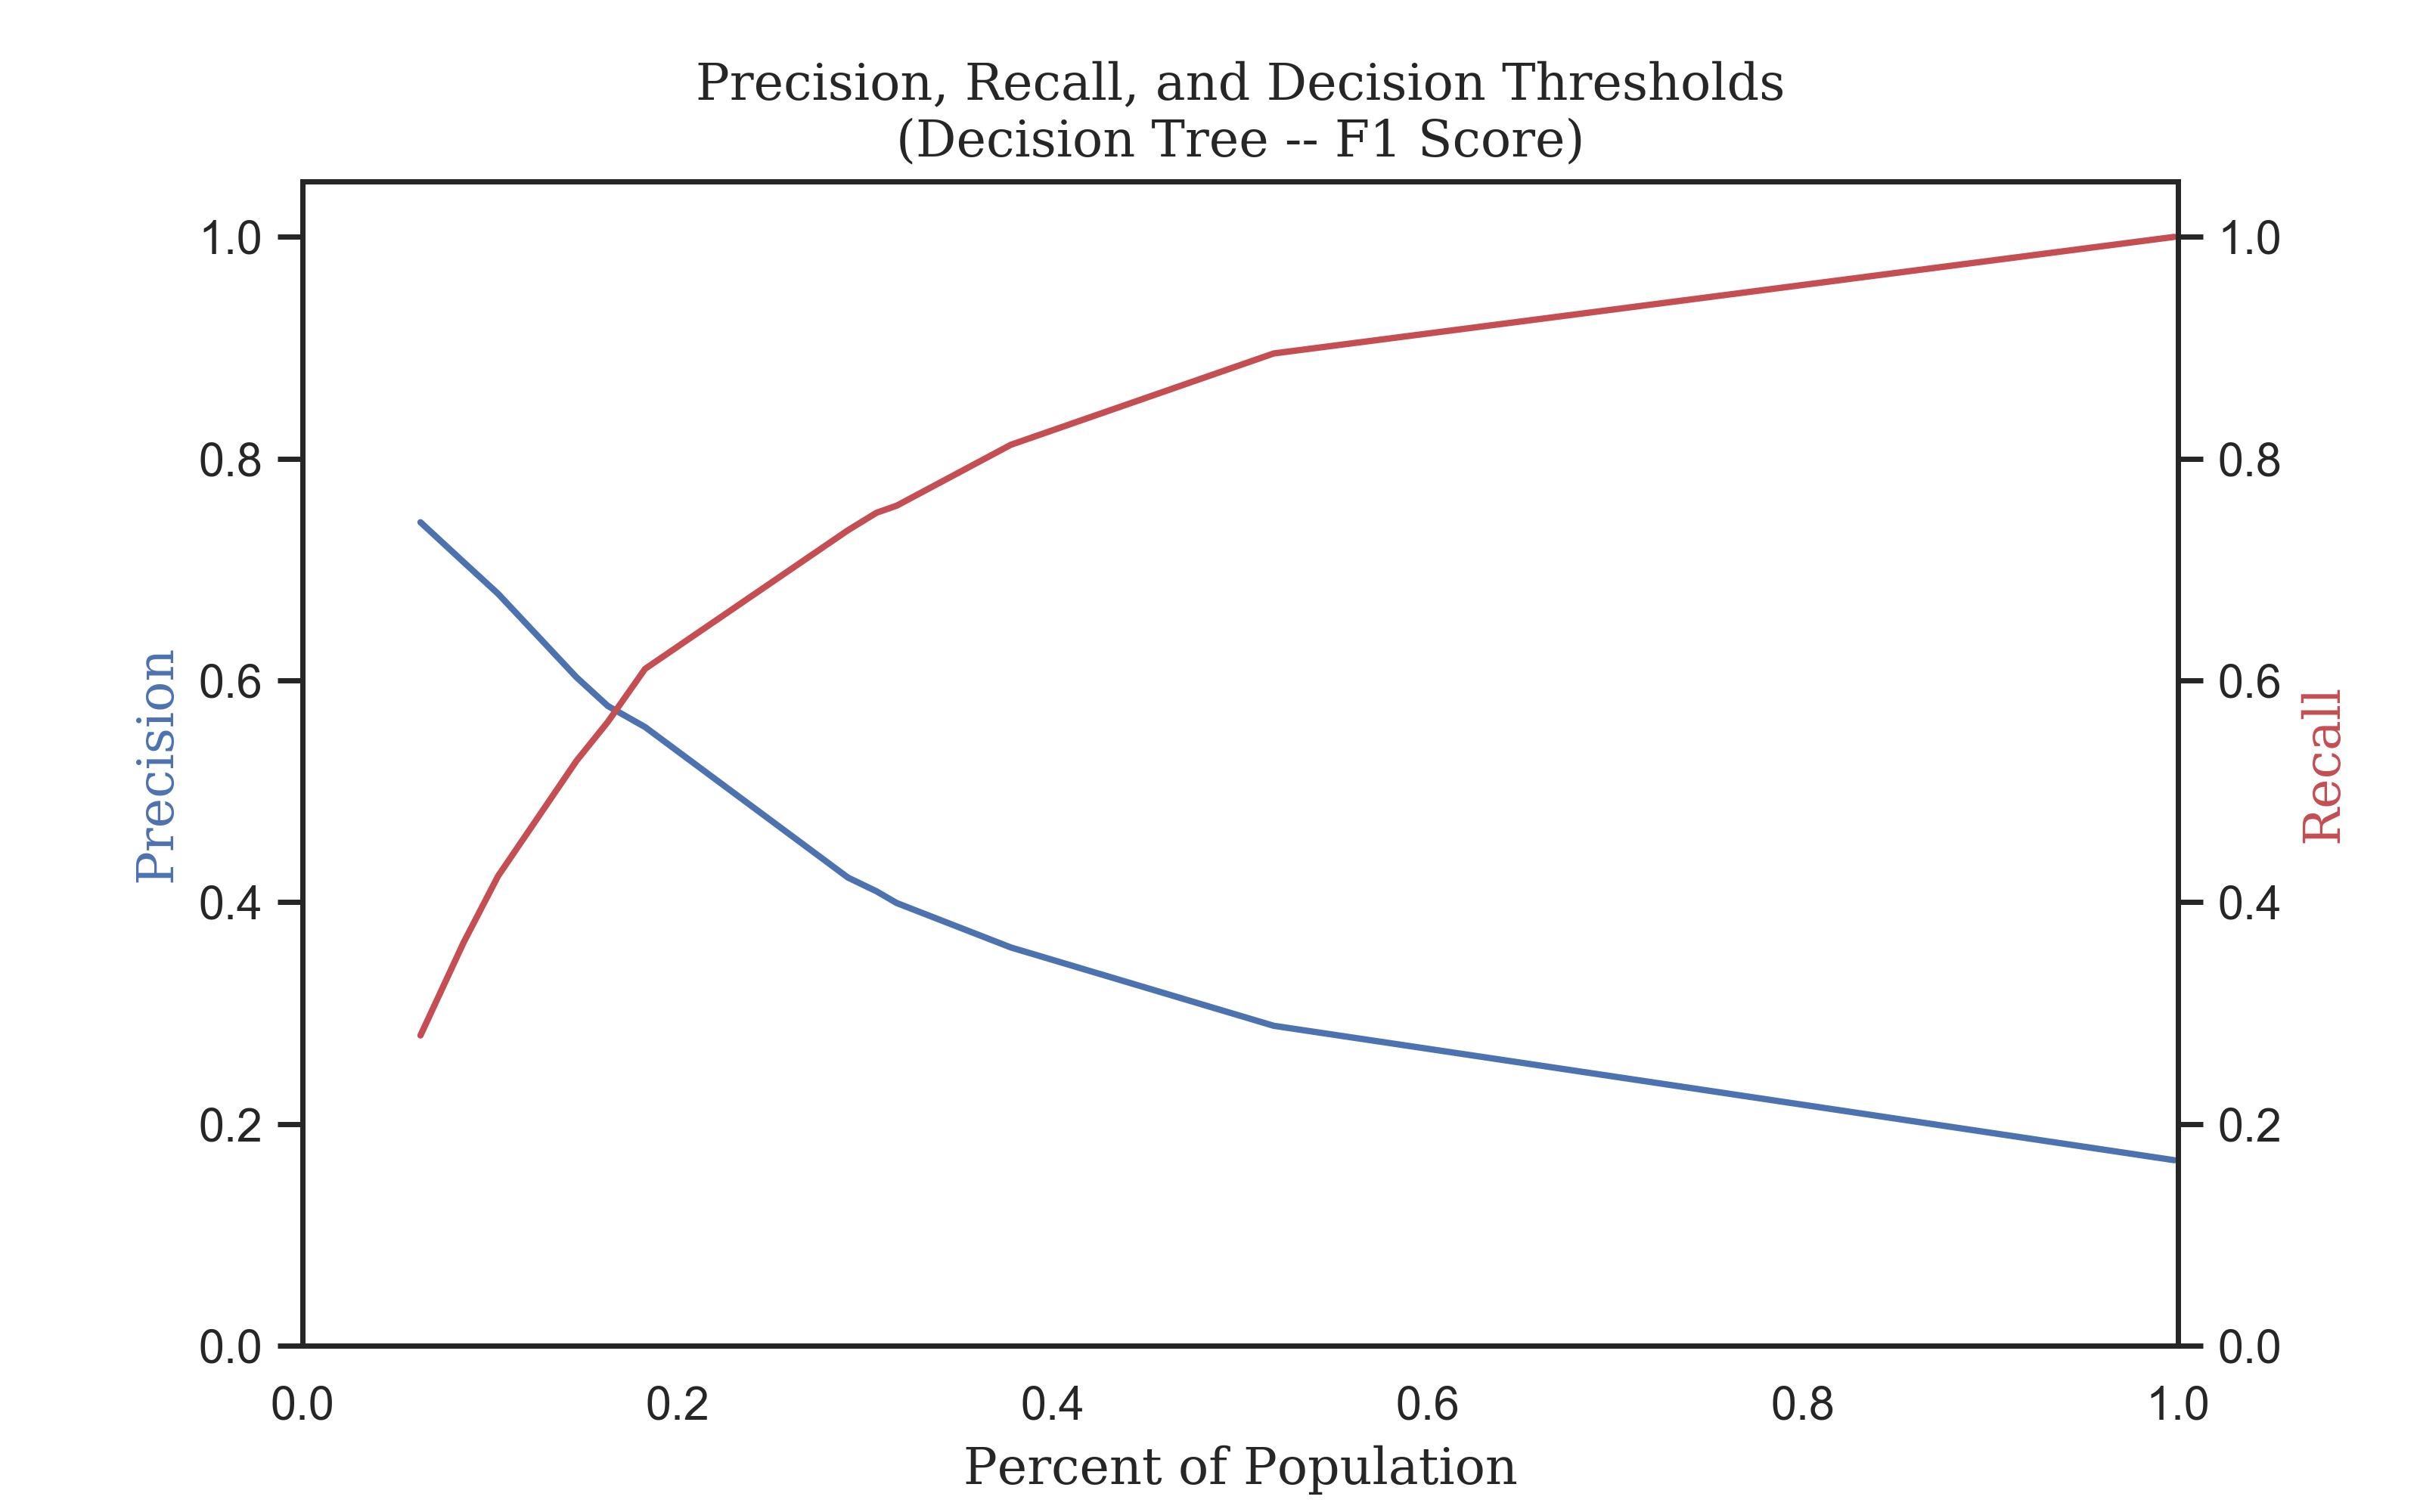 Precision, Recall, and Decision Thresholds
(Decision Tree -- F1 Score)
Precision
1.0
0.8
0.6
0.4
0.2
0.0
1.0
0.8
0.6
0.4
0.2
0.0
Recall
0.0 0.2 0.4 0.6 0.8 1.0
Percent of Population